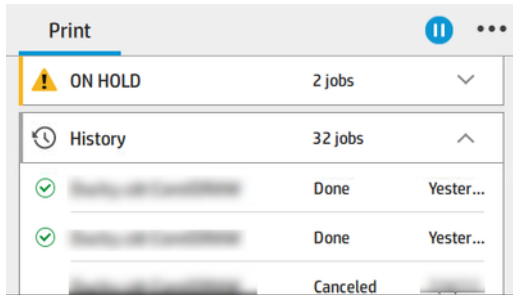 Print
ON HOLD 2 jobs
History 32 jobs
Done Yester...
Done Yester...
Canceled